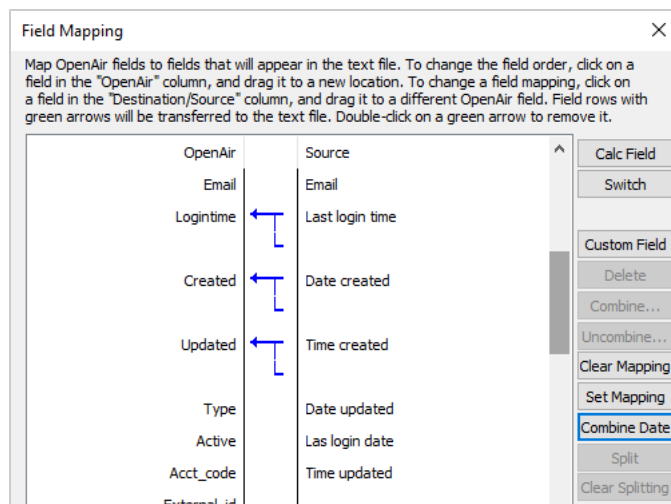 Field Mapping
Map OpenAir fields to fields that will appear in the text file. To change the field order, click on a
field in the "OpenAir" column, and drag it to a new location. To change a field mapping, click on
a field in the "Destination/Source" column, and drag it to a different OpenAir field. Field rows with
green arrows will be transferred to the text file. Double-click on a green arrow to remove it.
OpenAir Source
Email Email
Logintime Last login time
Created Date created
Updated Time created
Type Date updated
Active Las login date
Acct_code Time updated
External_id
Calc Field
Switch
Custom Field
Delete
Combine...
Uncombine...
Clear Mapping
Set Mapping
Combine Date
Split
Clear Splitting